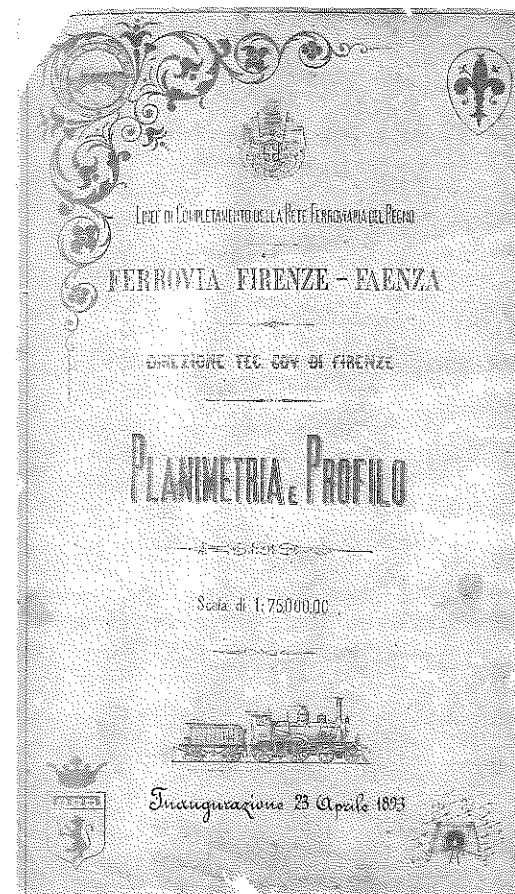 LINEE DI COMPLETAMENTO DELLA RETE FERROVIARIA DEL REGNO
FERROVIA FIRENZE - FAENZA
DIREZIONE TEC. GOV. DI FIRENZE
PLANIMETRIA E PROFILO
Scala di 1:75000.00
Inaugurazione 23 Aprile 1893